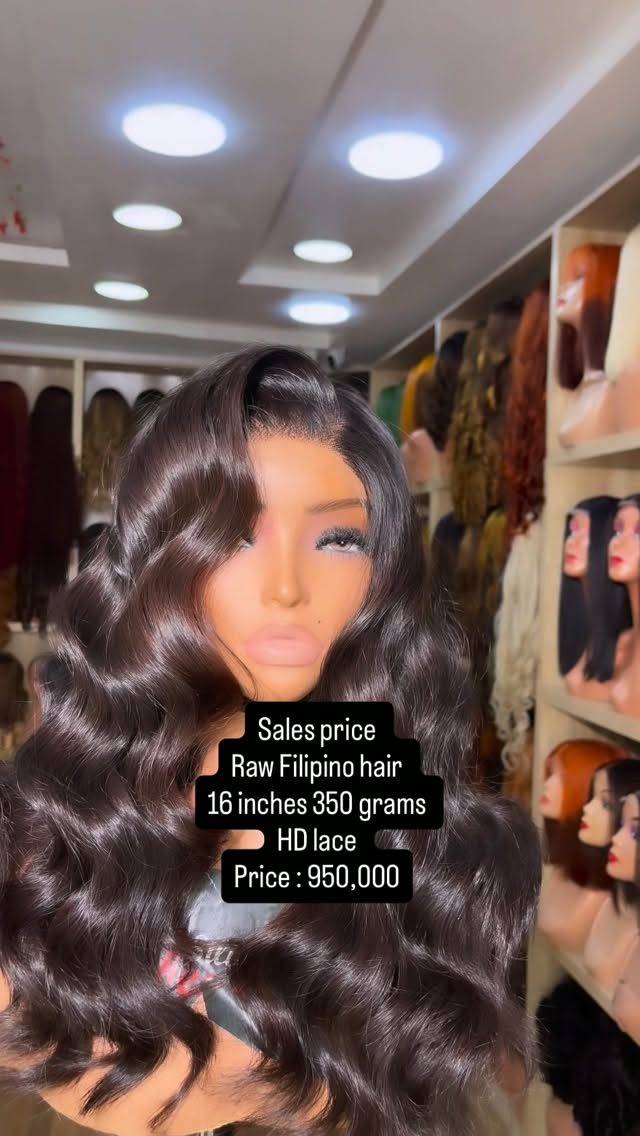 Sales price
Raw Filipino hair
16 inches 350 grams
HD lace
Price : 950,000